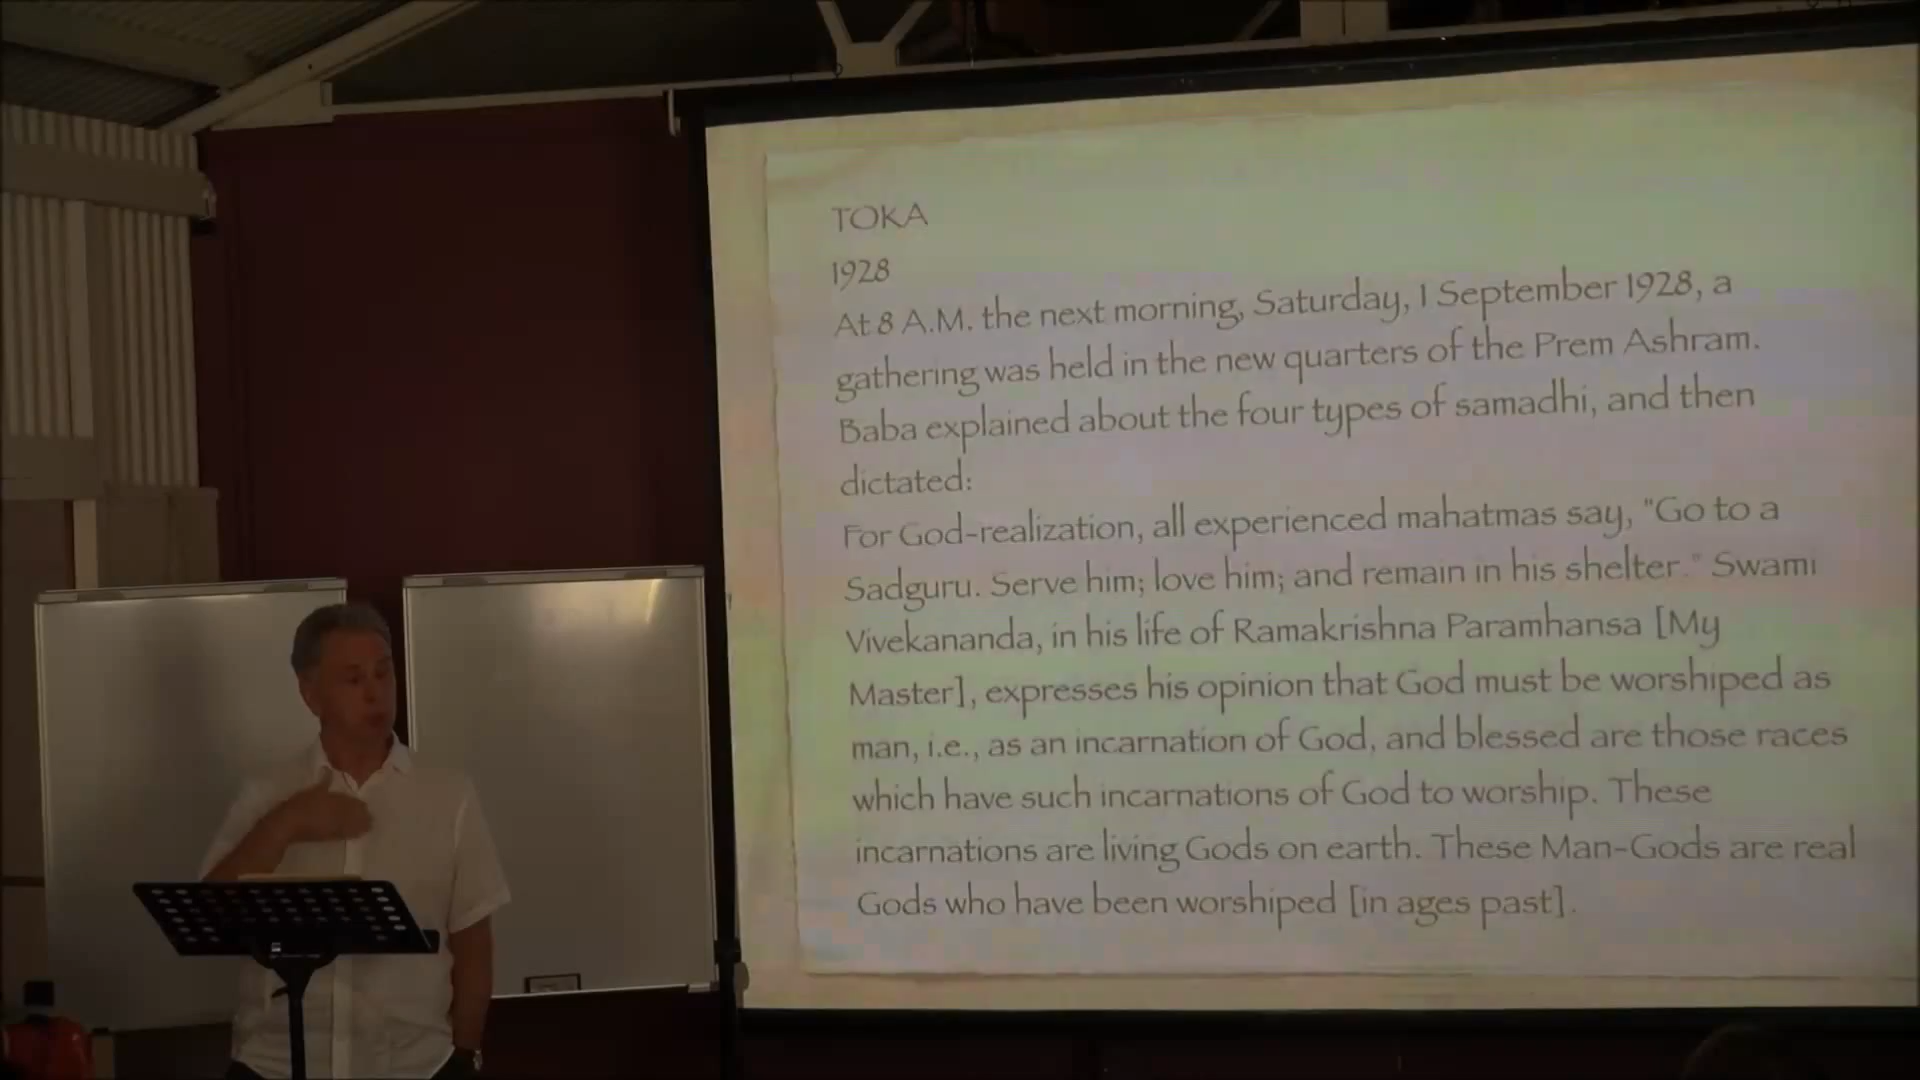 TOKA
1928
At 8 A.M. the next morning, Saturday, 1 September 1928, a
gathering was held in the new quarters of the Prem Ashram.
Baba explained about the four types of samadhi, and then
dictated:
For God-realization, all experienced mahatmas say, "Go to a
Sadguru. Serve him; love him; and remain in his shelter." Swami
Vivekananda, in his life of Ramakrishna Paramhansa [My
Master], expresses his opinion that God must be worshiped as
man, i.e., as an incarnation of God, and blessed are those races
which have such incarnations of God to worship. These
incarnations are living Gods on earth. These Man-Gods are real
Gods who have been worshiped [in ages past].